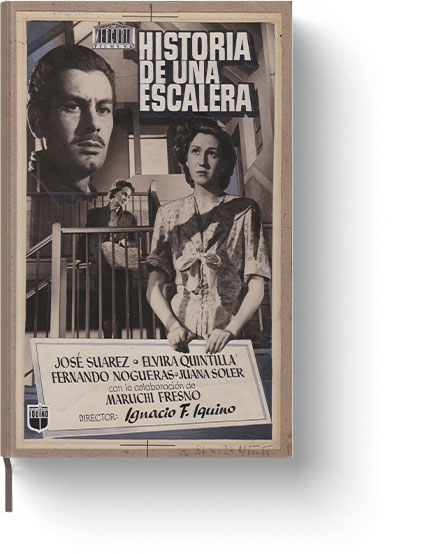 HISTORIA
DE UNA
ESCALERA
JOSÉ SUAREZ • ELVIRA QUINTILLA
FERNANDO NOGUERAS • JUANA SOLER
con la colaboración de
MARUCHI FRESNO
DIRECTOR: Ignacio F. Iquino
IQUINO